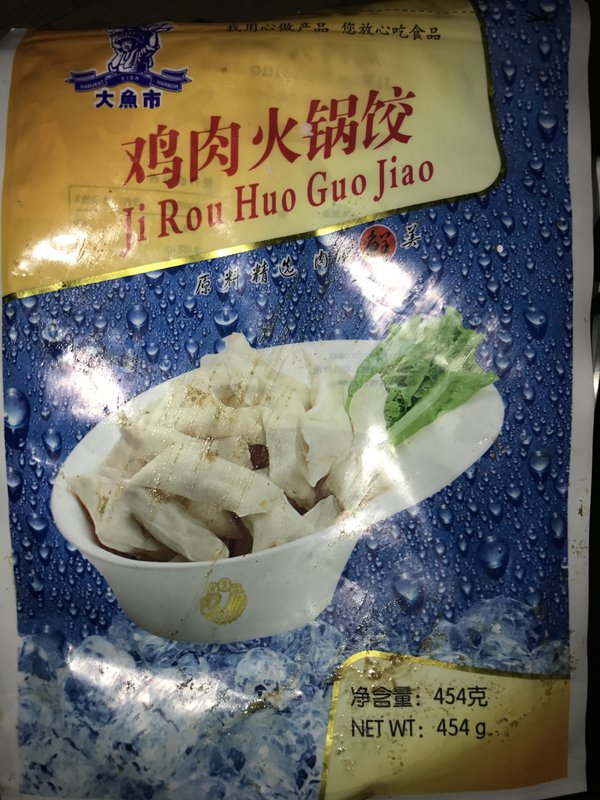 我用心做产品 您放心吃食品
HARVEST FISH HARBOR
大魚市
鸡肉火锅饺
Ji Rou Huo Guo Jiao
原料精选 肉 鲜美
净含量：454克
NET WT：454 g